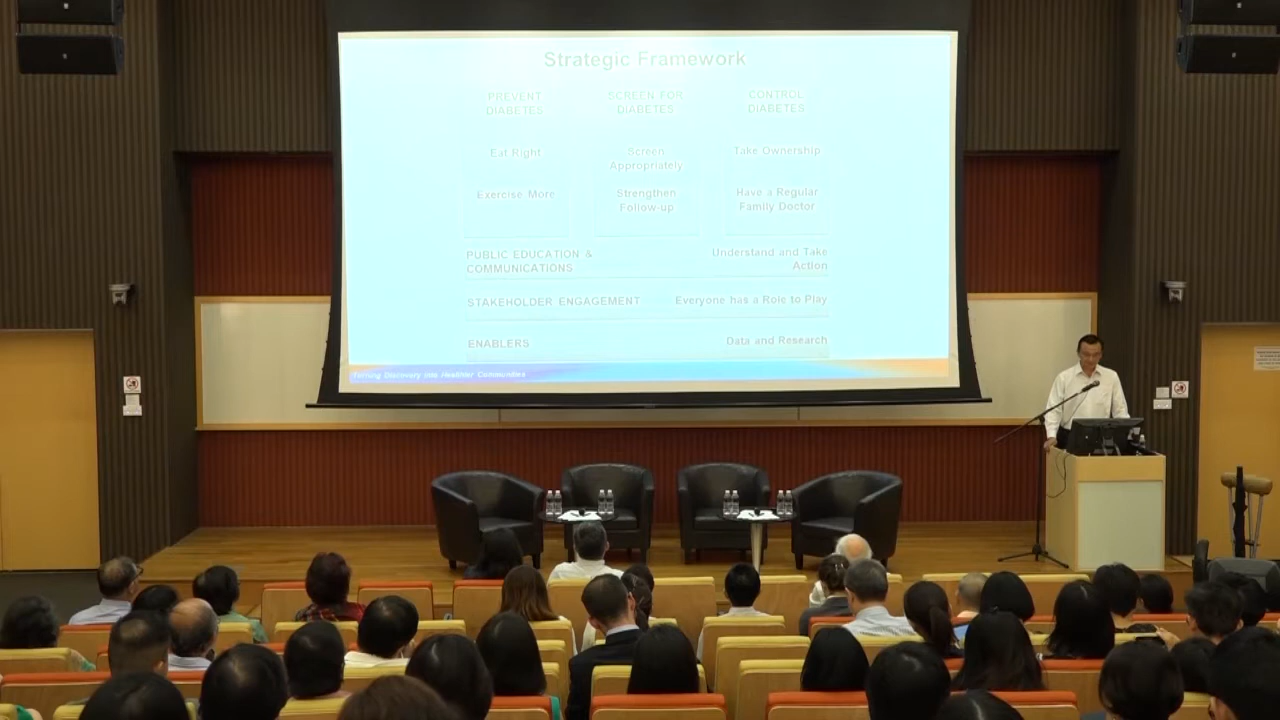 Strategic Framework
PREVENT
DIABETES
SCREEN FOR
DIABETES
CONTROL
DIABETES
Eat Right
Screen
Appropriately
Take Ownership
Exercise More
Strengthen
Follow-up
Have a Regular
Family Doctor
PUBLIC EDUCATION &
COMMUNICATIONS
Understand and Take
Action
STAKEHOLDER ENGAGEMENT
Everyone has a Role to Play
ENABLERS
Data and Research
Turning Discovery into Healthier Communities